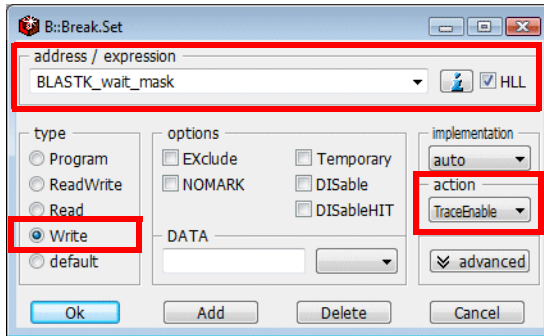 B::Break.Set
address / expression
BLASTK_wait_mask
HLL
type
Program
ReadWrite
Read
Write
default
options
EXclude
NOMARK
Temporary
DISable
DISableHIT
DATA
implementation
auto
action
TraceEnable
advanced
Ok
Add
Delete
Cancel